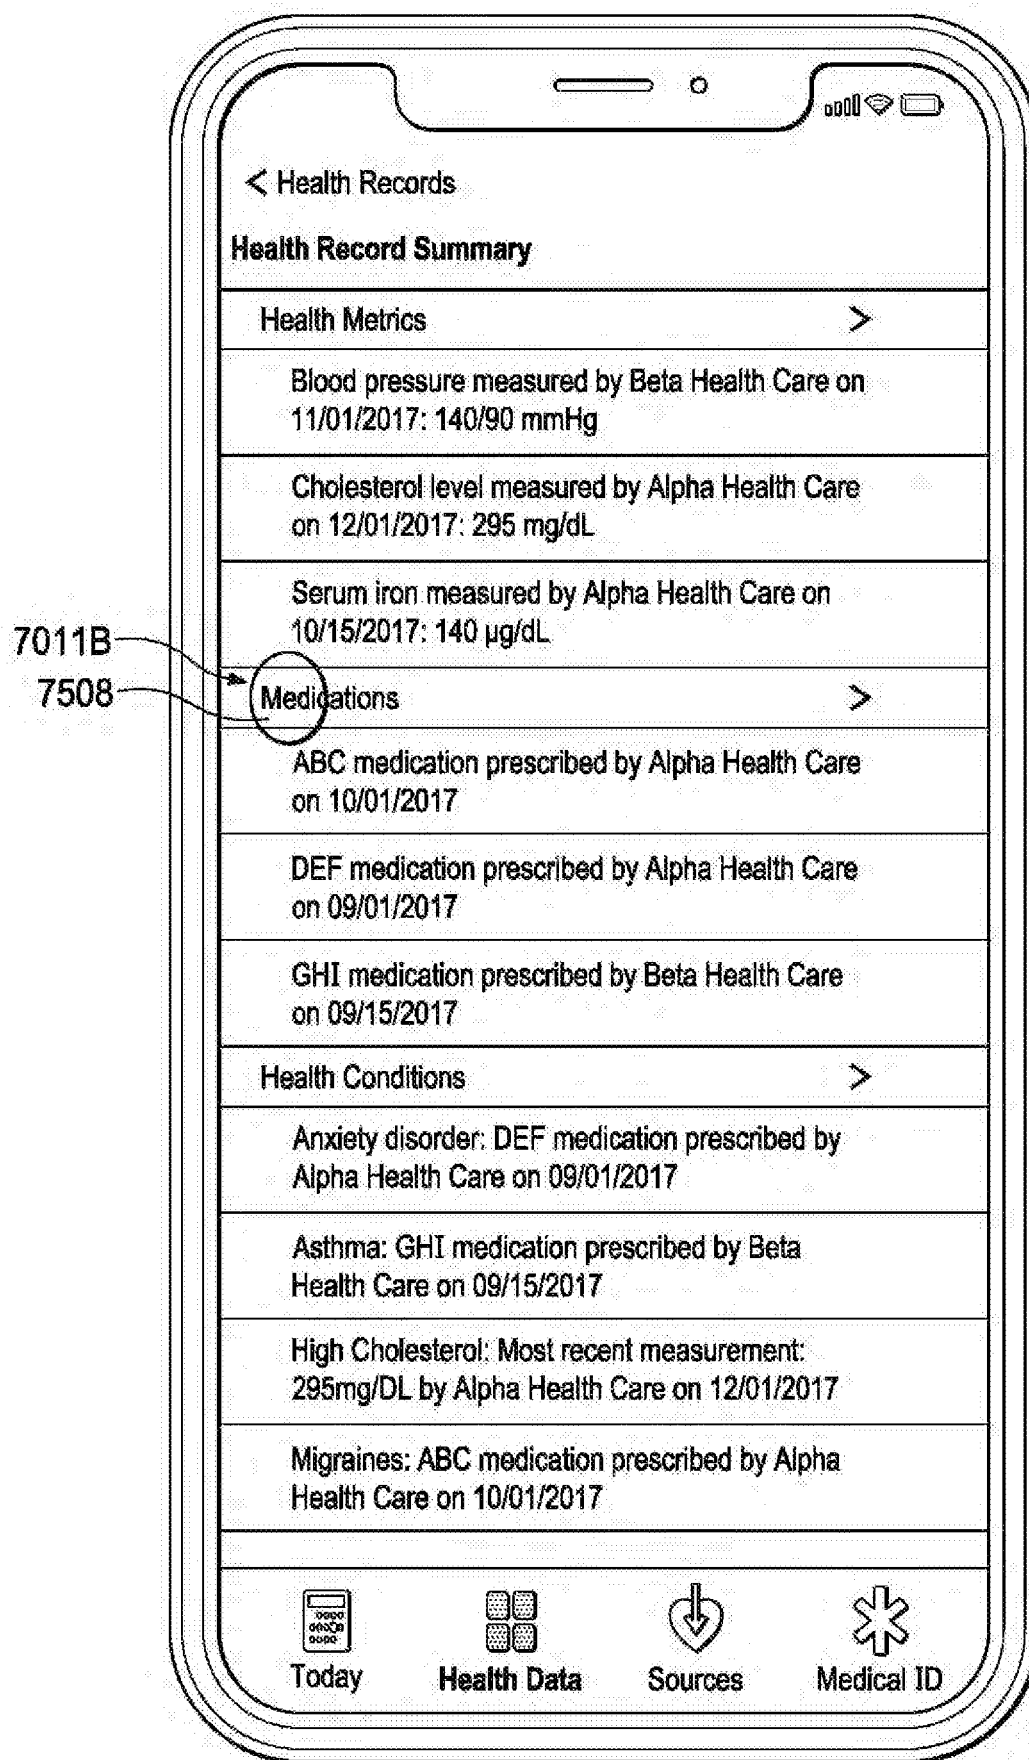 < Health Records
Health Record Summary
Health Metrics >
Blood pressure measured by Beta Health Care on
11/01/2017: 140/90 mmHg
Cholesterol level measured by Alpha Health Care
on 12/01/2017: 295 mg/dL
Serum iron measured by Alpha Health Care on
10/15/2017: 140 µg/dL
7011B
7508
Medications >
ABC medication prescribed by Alpha Health Care
on 10/01/2017
DEF medication prescribed by Alpha Health Care
on 09/01/2017
GHI medication prescribed by Beta Health Care
on 09/15/2017
Health Conditions >
Anxiety disorder: DEF medication prescribed by
Alpha Health Care on 09/01/2017
Asthma: GHI medication prescribed by Beta
Health Care on 09/15/2017
High Cholesterol: Most recent measurement:
295mg/DL by Alpha Health Care on 12/01/2017
Migraines: ABC medication prescribed by Alpha
Health Care on 10/01/2017
Today Health Data Sources Medical ID